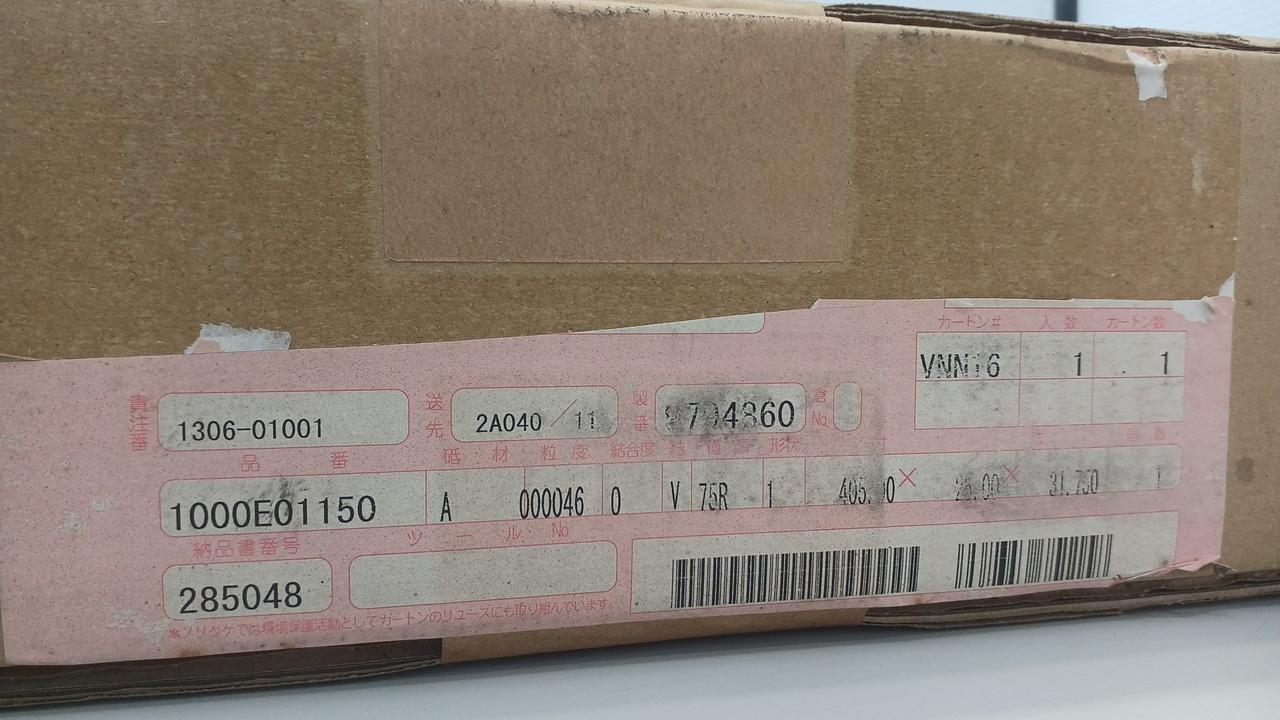 カートン# 入数 カートン数
VNN16 1 1
貴注番 1306-01001 送先 2A040／11 製番 倉No
品番 砥材 粒度 結合度 形状
1000E01150 A 000046 0 V 75R 1 × × 31.750 1
納品書番号 ツールNo
285048
＊ノリタケでは環境保護活動としてカートンのリユースにも取り組んでいます。